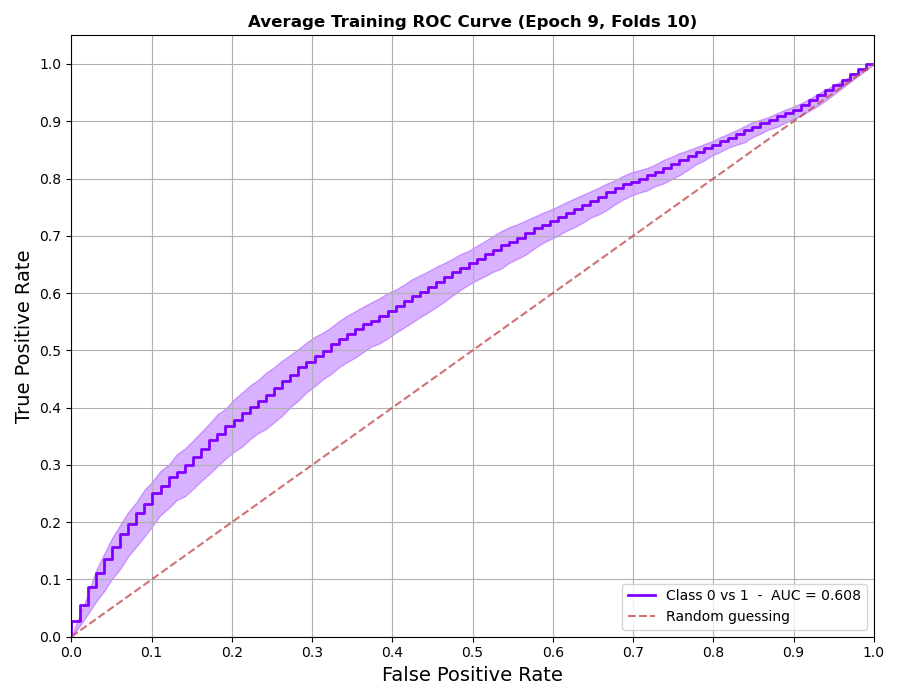 Average Training ROC Curve (Epoch 9, Folds 10)
True Positive Rate
1.0
0.9
0.8
0.7
0.6
0.5
0.4
0.3
0.2
0.1
0.0
Class 0 vs 1 - AUC = 0.608
Random guessing
0.0 0.1 0.2 0.3 0.4 0.5 0.6 0.7 0.8 0.9 1.0
False Positive Rate